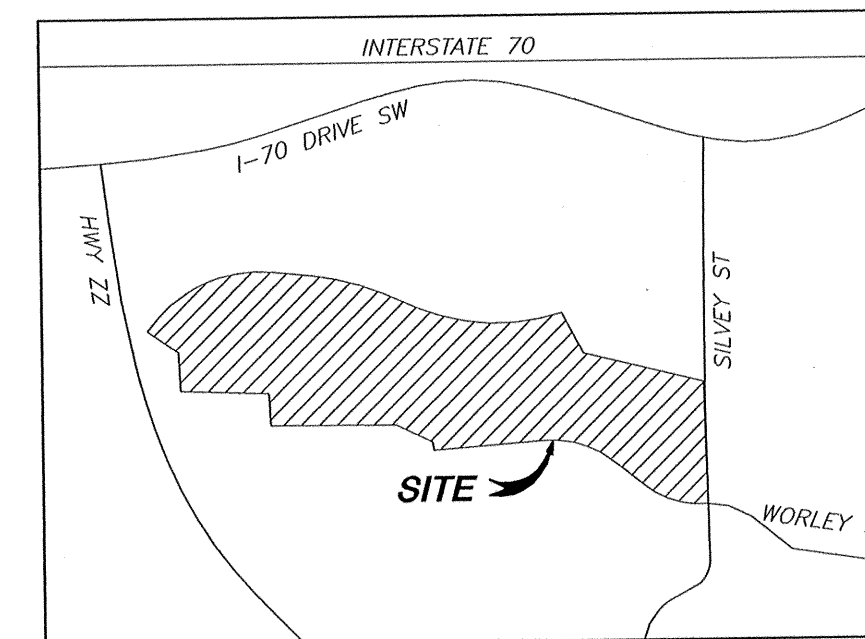 INTERSTATE 70
I-70 DRIVE SW
HWY ZZ
SILVEY ST
SITE
WORLEY